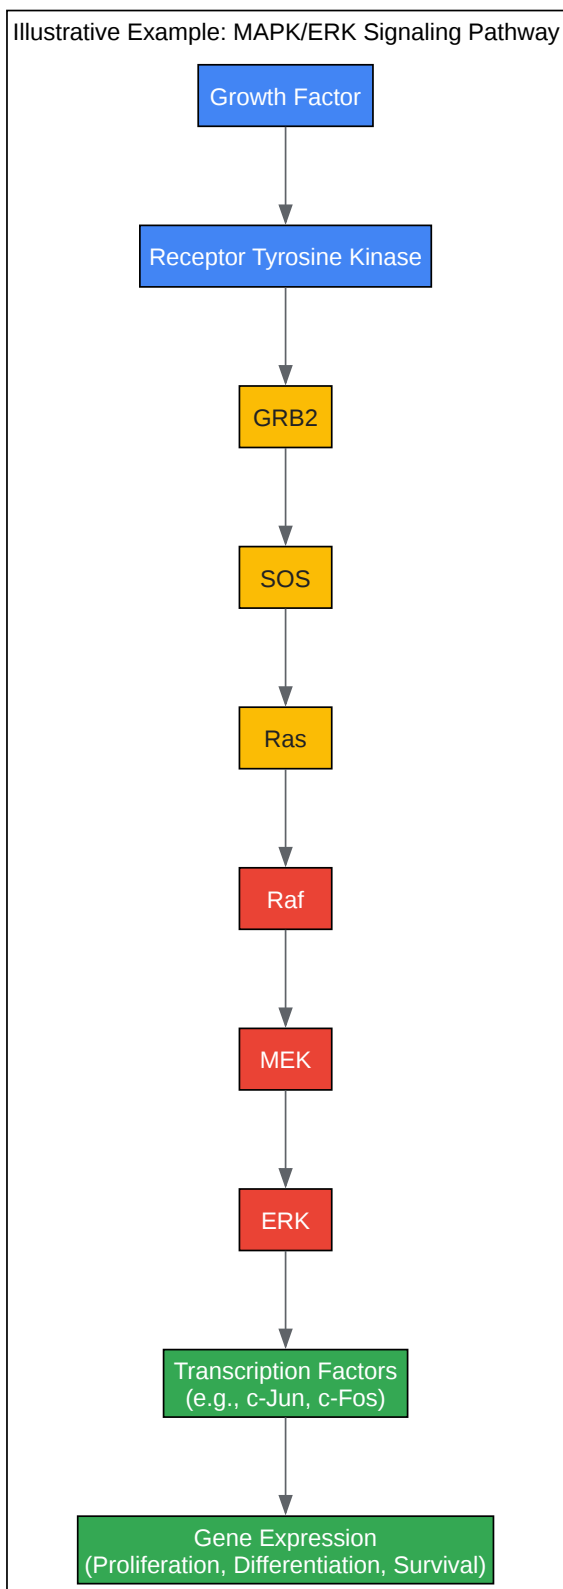 Illustrative Example: MAPK/ERK Signaling Pathway
Growth Factor
Receptor Tyrosine Kinase
GRB2
SOS
Ras
Raf
MEK
ERK
Transcription Factors
(e.g., c-Jun, c-Fos)
Gene Expression
(Proliferation, Differentiation, Survival)